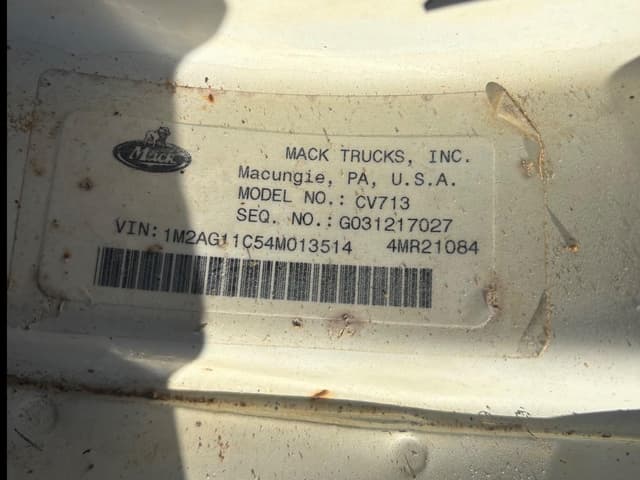 MACK
MACK TRUCKS, INC.
Macungie, PA, U.S.A.
MODEL NO.: CV713
SEQ. NO.: G031217027
VIN:1M2AG11C54M013514 4MR21084